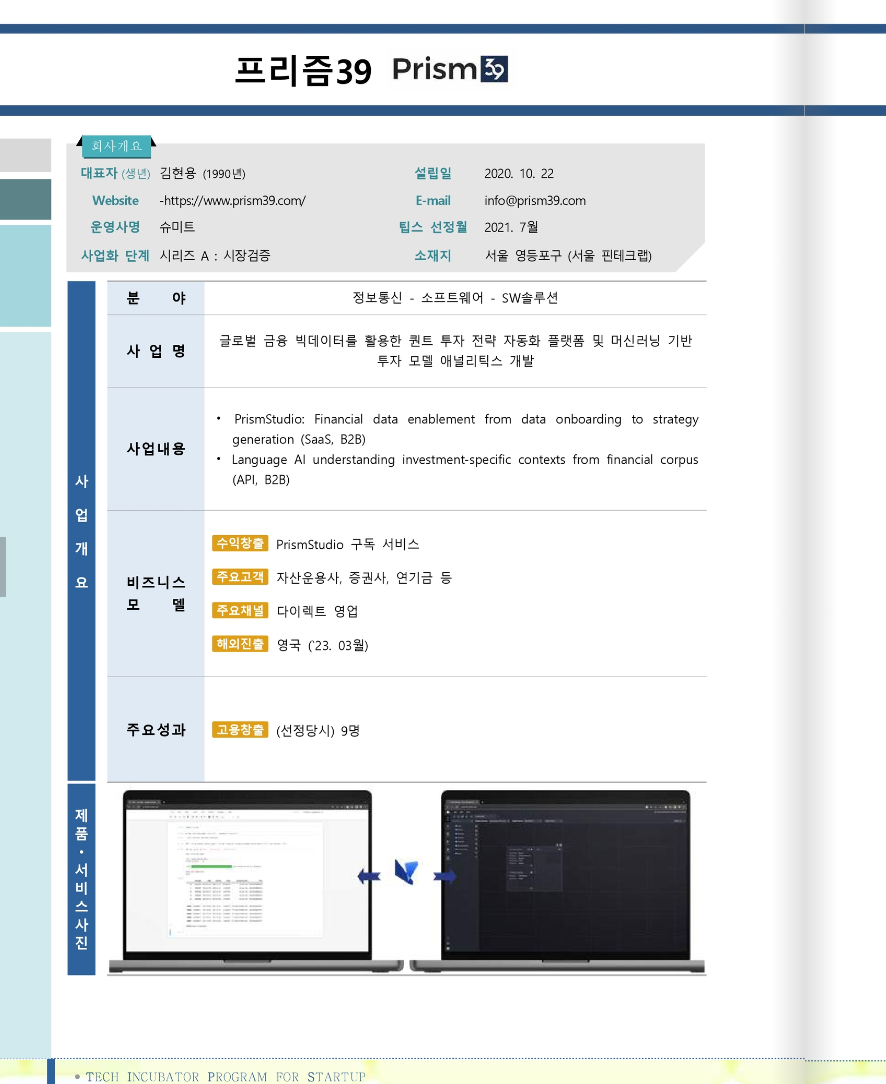 프리즘39 Prism39
회사개요
대표자 (생년) 김현용 (1990년) 설립일 2020. 10. 22
Website -https://www.prism39.com/ E-mail info@prism39.com
운영사명 슈미트 팁스 선정월 2021. 7월
사업화 단계 시리즈 A : 시장검증 소재지 서울 영등포구 (서울 핀테크랩)
사업개요
분 야 정보통신 - 소프트웨어 - SW솔루션
사 업 명 글로벌 금융 빅데이터를 활용한 퀀트 투자 전략 자동화 플랫폼 및 머신러닝 기반
투자 모델 애널리틱스 개발
사업내용
• PrismStudio: Financial data enablement from data onboarding to strategy
generation (SaaS, B2B)
• Language AI understanding investment-specific contexts from financial corpus
(API, B2B)
비즈니스
모 델
수익창출 PrismStudio 구독 서비스
주요고객 자산운용사, 증권사, 연기금 등
주요채널 다이렉트 영업
해외진출 영국 (‘23. 03월)
주요성과 고용창출 (선정당시) 9명
제품・서비스사진
• TECH INCUBATOR PROGRAM FOR STARTUP